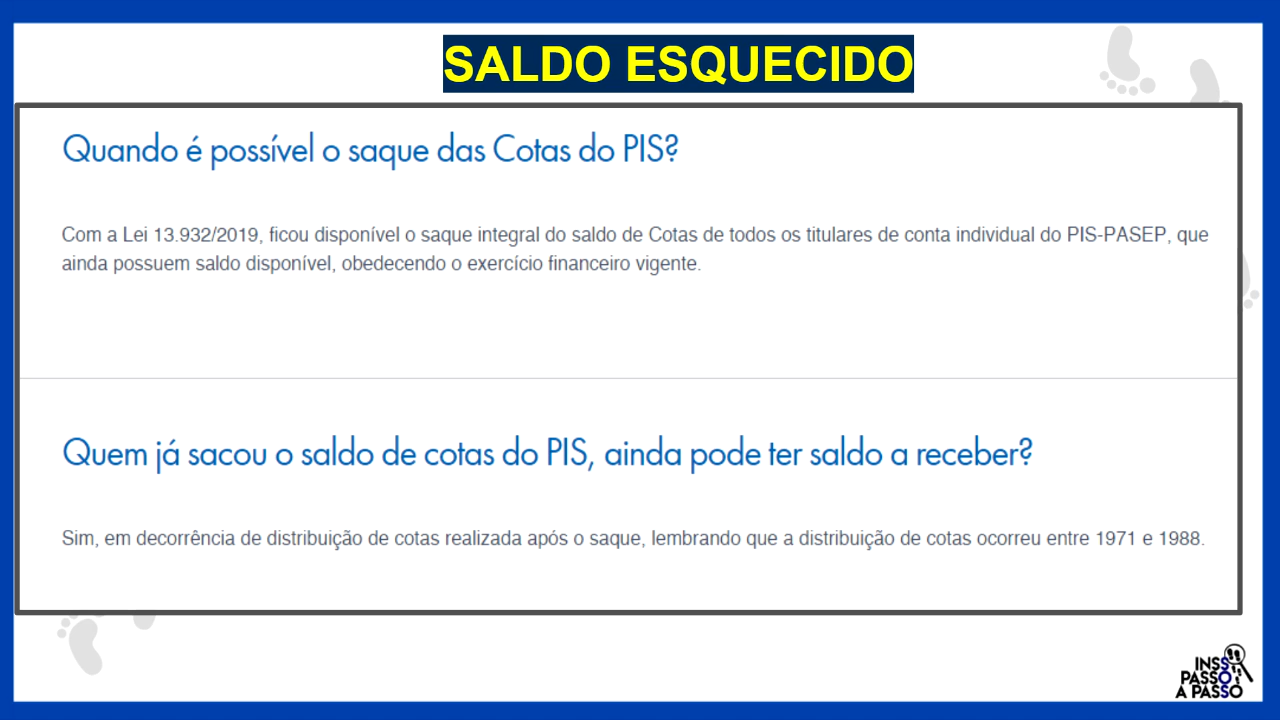 SALDO ESQUECIDO
Quando é possível o saque das Cotas do PIS?
Com a Lei 13.932/2019, ficou disponível o saque integral do saldo de Cotas de todos os titulares de conta individual do PIS-PASEP, que
ainda possuem saldo disponível, obedecendo o exercício financeiro vigente.
Quem já sacou o saldo de cotas do PIS, ainda pode ter saldo a receber?
Sim, em decorrência de distribuição de cotas realizada após o saque, lembrando que a distribuição de cotas ocorreu entre 1971 e 1988.
INSS
PASSO
A PASSO